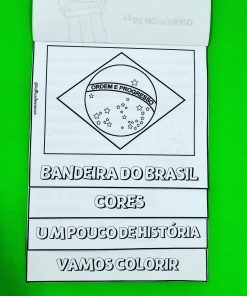 ORDEM E PROGRESSO
BANDEIRA DO BRASIL
CORES
UM POUCO DE HISTÓRIA
VAMOS COLORIR